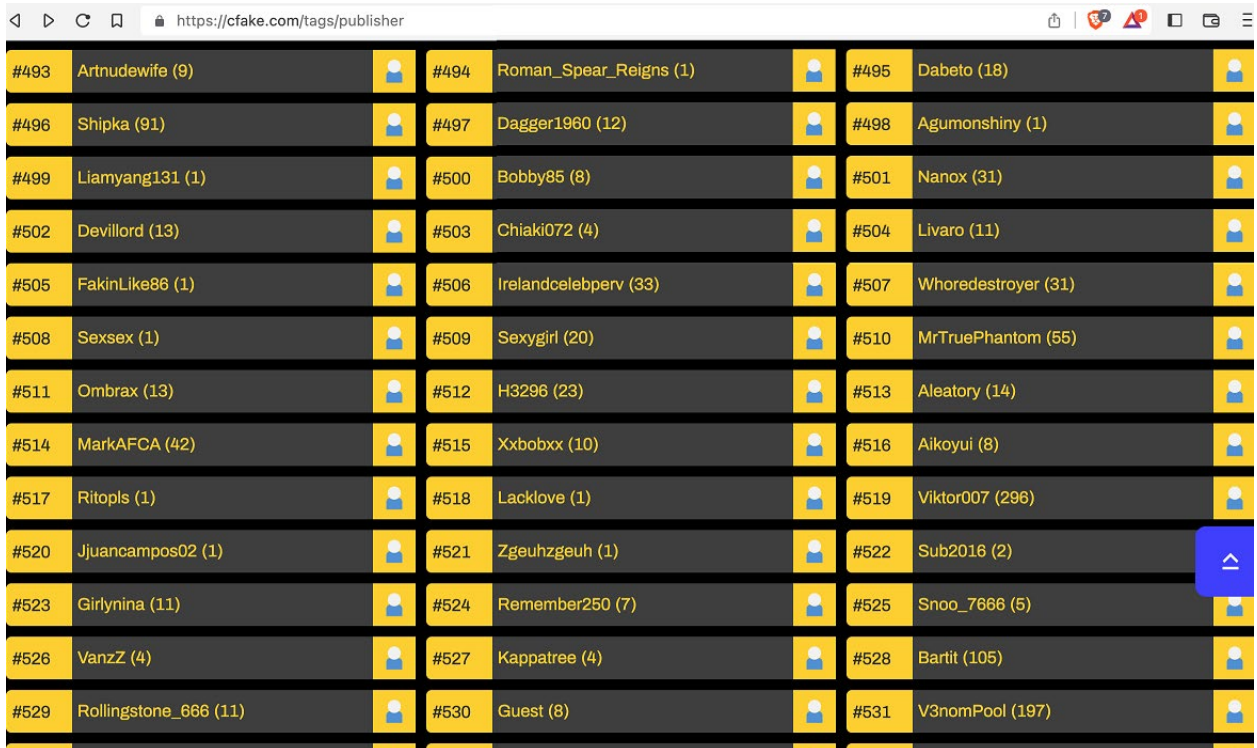 https://cfake.com/tags/publisher
7
1
#493 Artnudewife (9) #494 Roman_Spear_Reigns (1) #495 Dabeto (18)
#496 Shipka (91) #497 Dagger1960 (12) #498 Agumonshiny (1)
#499 Liamyang131 (1) #500 Bobby85 (8) #501 Nanox (31)
#502 Devillord (13) #503 Chiaki072 (4) #504 Livaro (11)
#505 FakinLike86 (1) #506 Irelandcelebperv (33) #507 Whoredestroyer (31)
#508 Sexsex (1) #509 Sexygirl (20) #510 MrTruePhantom (55)
#511 Ombrax (13) #512 H3296 (23) #513 Aleatory (14)
#514 MarkAFCA (42) #515 Xxbobxx (10) #516 Aikoyui (8)
#517 Ritopls (1) #518 Lacklove (1) #519 Viktor007 (296)
#520 Jjuancampos02 (1) #521 Zgeuhzgeuh (1) #522 Sub2016 (2)
#523 Girlynina (11) #524 Remember250 (7) #525 Snoo_7666 (5)
#526 VanzZ (4) #527 Kappatree (4) #528 Bartit (105)
#529 Rollingstone_666 (11) #530 Guest (8) #531 V3nomPool (197)